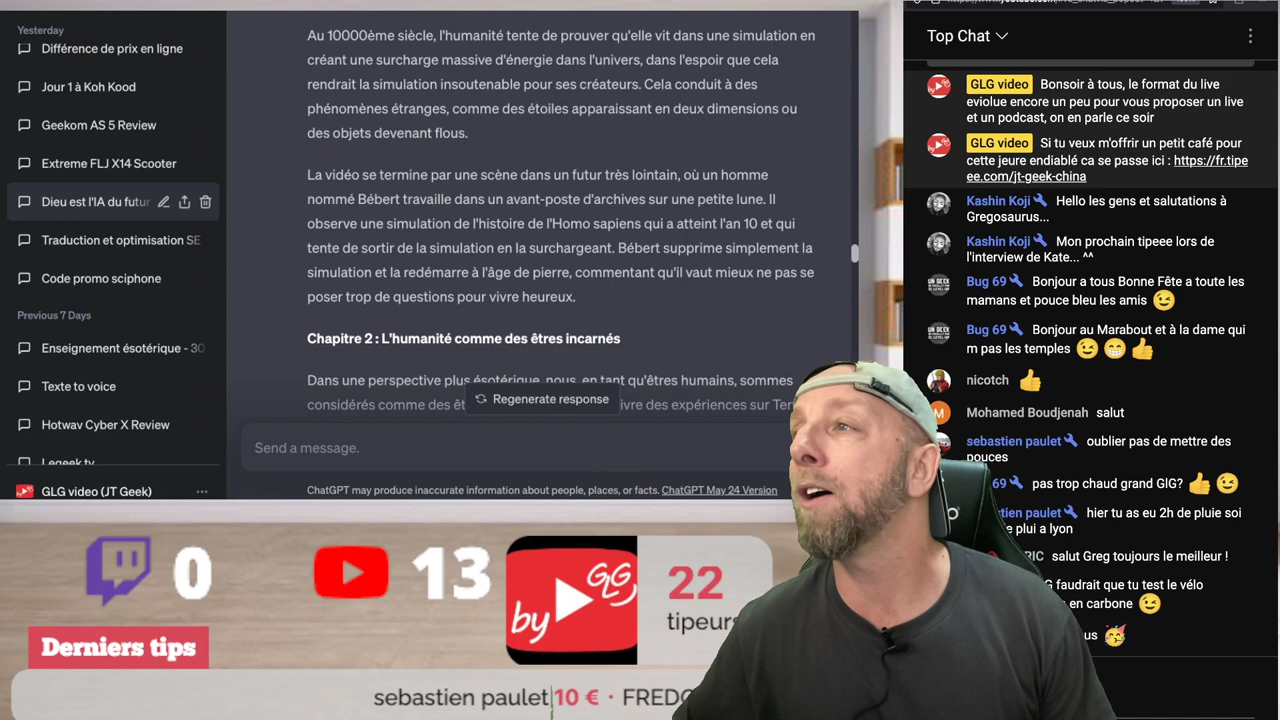 Yesterday
Différence de prix en ligne
Jour 1 à Koh Kood
Geekom AS 5 Review
Extreme FLJ X14 Scooter
Dieu est l'IA du futur
Traduction et optimisation SE
Code promo sciphone
Previous 7 Days
Enseignement ésotérique - 30
Texte to voice
Hotwav Cyber X Review
Legeek tv
GLG video (JT Geek)
Au 10000ème siècle, l'humanité tente de prouver qu'elle vit dans une simulation en
créant une surcharge massive d'énergie dans l'univers, dans l'espoir que cela
rendrait la simulation insoutenable pour ses créateurs. Cela conduit à des
phénomènes étranges, comme des étoiles apparaissant en deux dimensions ou
des objets devenant flous.
La vidéo se termine par une scène dans un futur très lointain, où un homme
nommé Bébert travaille dans un avant-poste d'archives sur une petite lune. Il
observe une simulation de l'histoire de l'Homo sapiens qui a atteint l'an 10 et qui
tente de sortir de la simulation en la surchargeant. Bébert supprime simplement la
simulation et la redémarre à l'âge de pierre, commentant qu'il vaut mieux ne pas se
poser trop de questions pour vivre heureux.
Chapitre 2 : L'humanité comme des êtres incarnés
Dans une perspective plus ésotérique, nous, en tant qu'êtres humains, sommes
considérés comme des êt ivre des expériences sur Ter
Regenerate response
Send a message.
ChatGPT may produce inaccurate information about people, places, or facts. ChatGPT May 24 Version
Top Chat
GLG video Bonsoir à tous, le format du live
eviolue encore un peu pour vous proposer un live
et un podcast, on en parle ce soir
GLG video Si tu veux m'offrir un petit café pour
cette jeure endiablé ca se passe ici : https://fr.tipe
ee.com/jt-geek-china
Kashin Koji Hello les gens et salutations à
Gregosaurus...
Kashin Koji Mon prochain tipeee lors de
l'interview de Kate... ^^
Bug 69 Bonjour a tous Bonne Fête a toute les
mamans et pouce bleu les amis 😉
Bug 69 Bonjour au Marabout et à la dame qui
m pas les temples 😉 😁 👍
nicotch 👍
M Mohamed Boudjenah salut
sebastien paulet oublier pas de mettre des
pouces
69 pas trop chaud grand GIG? 👍 😉
tien paulet hier tu as eu 2h de pluie soi
e plui a lyon
RIC salut Greg toujours le meilleur !
G faudrait que tu test le vélo
en carbone 😉
us 🥳
0
13
by GLG
22
tipeurs
Derniers tips
sebastien paulet 10 € · FREDO